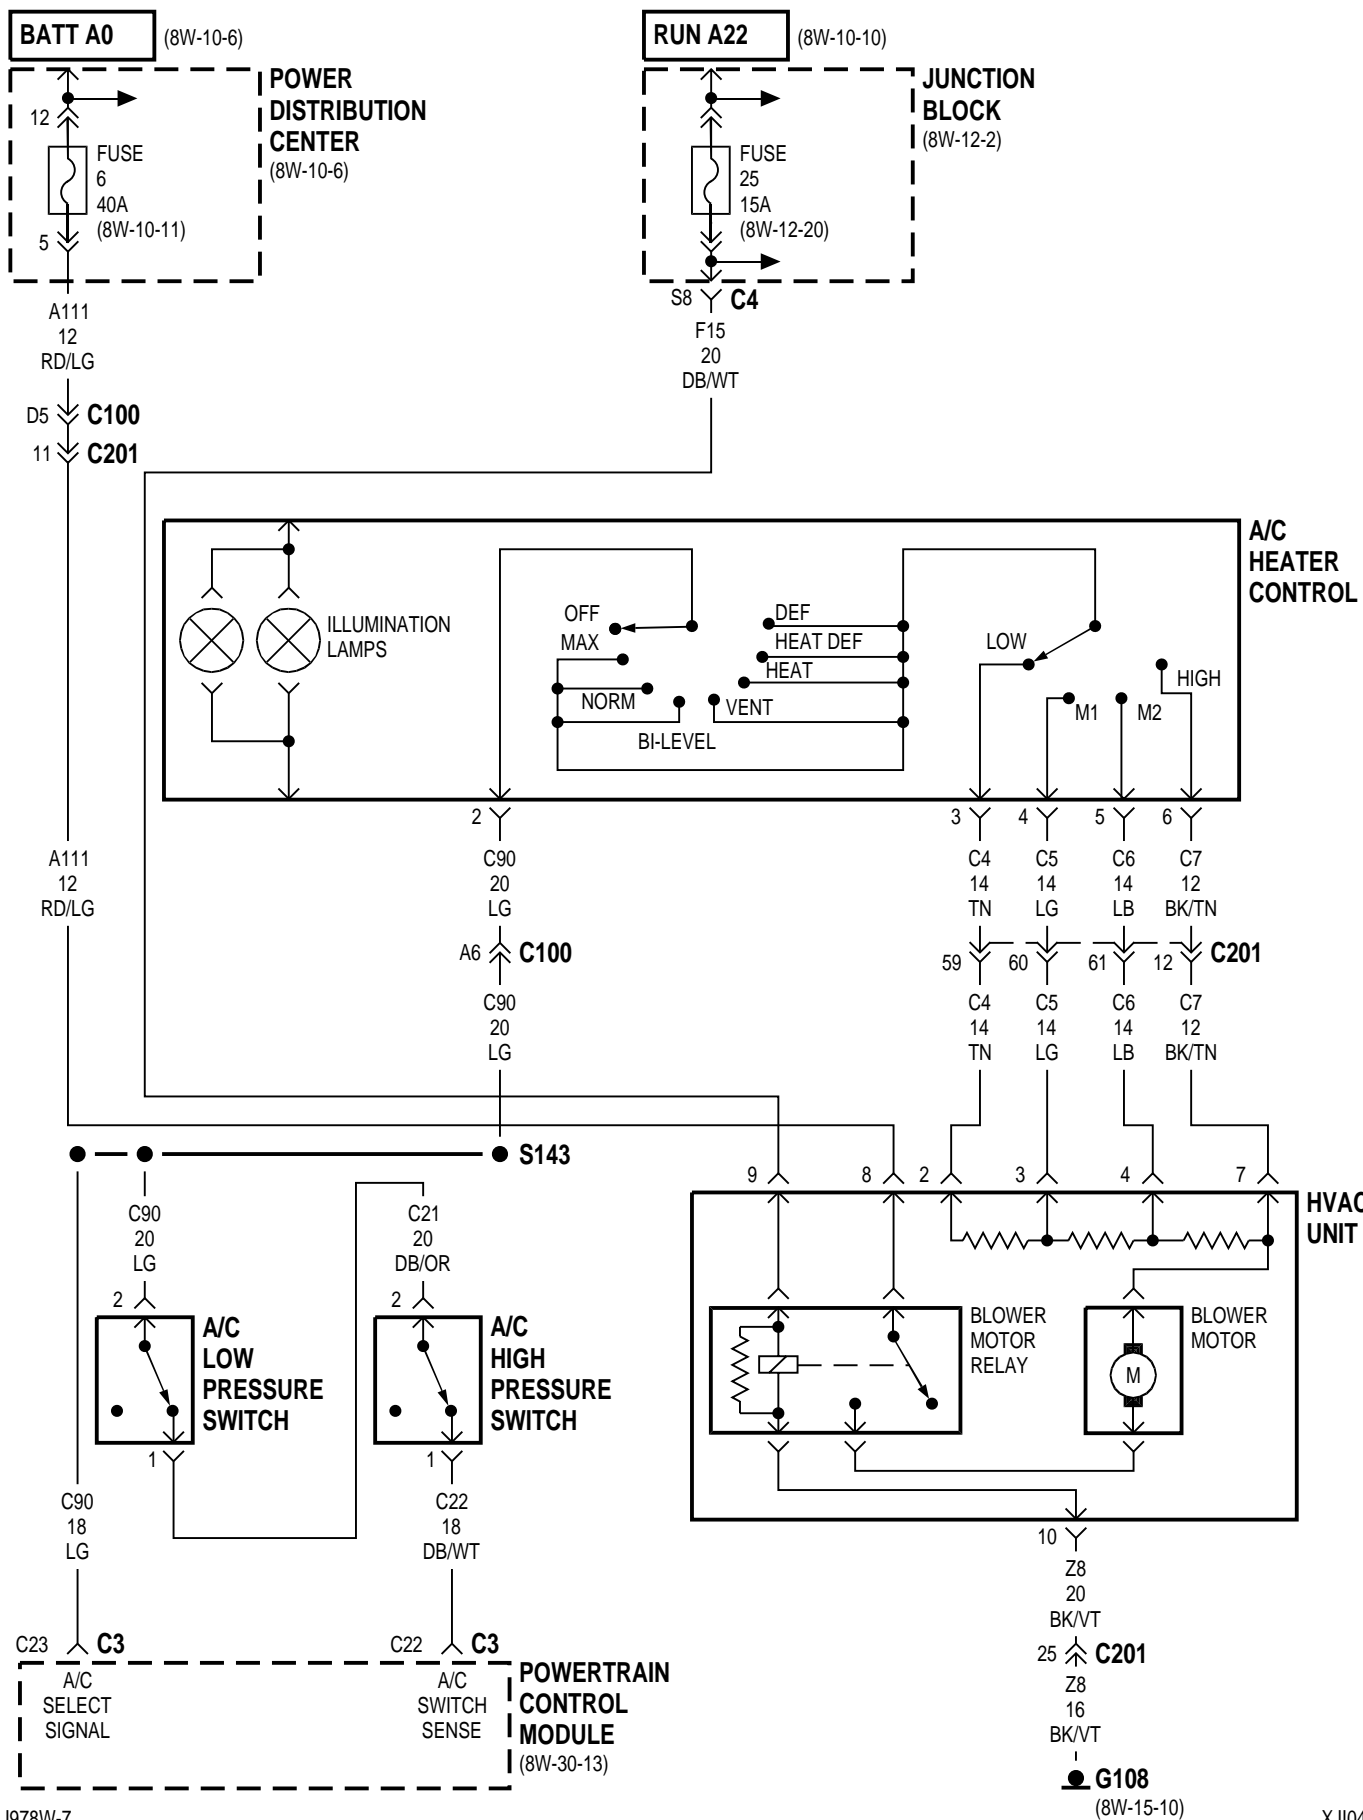 BATT A0
(8W-10-6)
RUN A22
(8W-10-10)
POWER
DISTRIBUTION
CENTER
(8W-10-6)
12
FUSE
6
40A
(8W-10-11)
5
JUNCTION
BLOCK
(8W-12-2)
FUSE
25
15A
(8W-12-20)
S8
C4
A111
12
RD/LG
F15
20
DB/WT
D5
C100
11
C201
A/C
HEATER
CONTROL
ILLUMINATION
LAMPS
OFF
MAX
NORM
BI-LEVEL
DEF
HEAT DEF
HEAT
VENT
LOW
M1
M2
HIGH
2
3
4
5
6
A111
12
RD/LG
C90
20
LG
C4
14
TN
C5
14
LG
C6
14
LB
C7
12
BK/TN
A6
C100
59
60
61
12
C201
C90
20
LG
C4
14
TN
C5
14
LG
C6
14
LB
C7
12
BK/TN
S143
9
8
2
3
4
7
HVAC
UNIT
C90
20
LG
C21
20
DB/OR
2
A/C
LOW
PRESSURE
SWITCH
1
2
A/C
HIGH
PRESSURE
SWITCH
1
BLOWER
MOTOR
RELAY
BLOWER
MOTOR
M
C90
18
LG
C22
18
DB/WT
10
Z8
20
BK/VT
25
C201
Z8
16
BK/VT
G108
(8W-15-10)
C23
C3
C22
C3
A/C
SELECT
SIGNAL
A/C
SWITCH
SENSE
POWERTRAIN
CONTROL
MODULE
(8W-30-13)
J978W-7